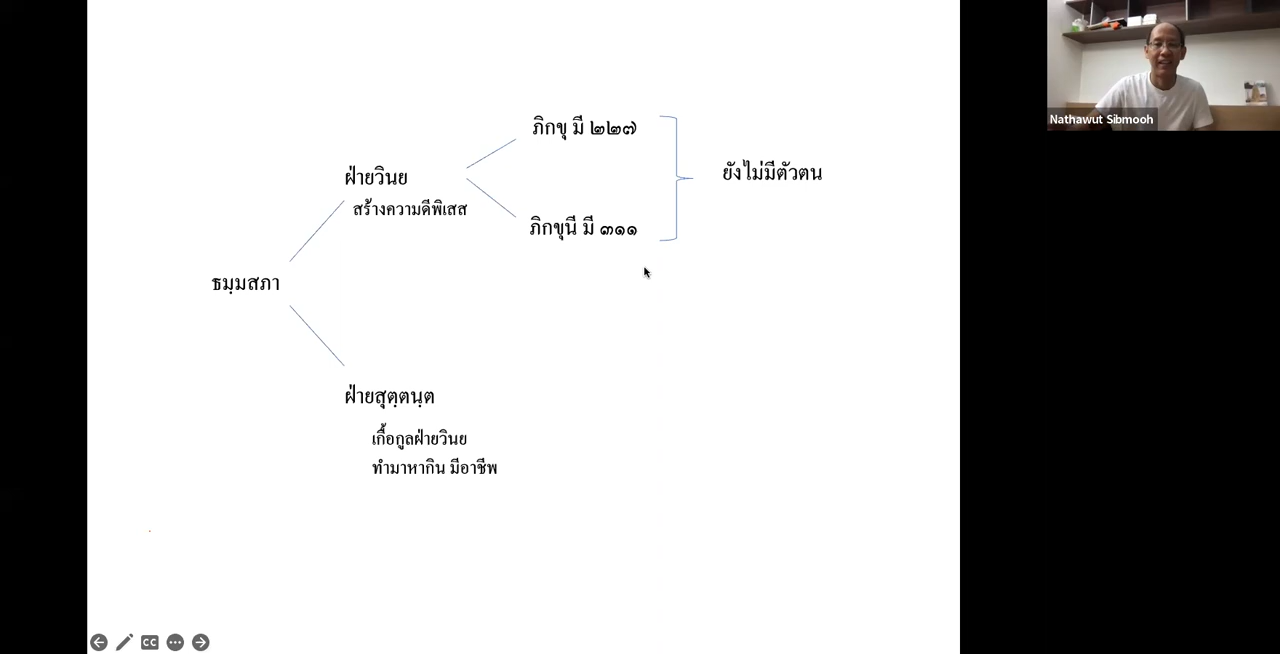 ภิกขุ มี ๒๒๗
ฝ่ายวินย
สร้างความดีพิเสส
ยังไม่มีตัวตน
ภิกขุนี มี ๓๑๑
ธมฺมสภา
ฝ่ายสุตฺตนฺต
เกื้อกูลฝ่ายวินย
ทำมาหากิน มีอาชีพ
Nathawut Sibmooh
CC